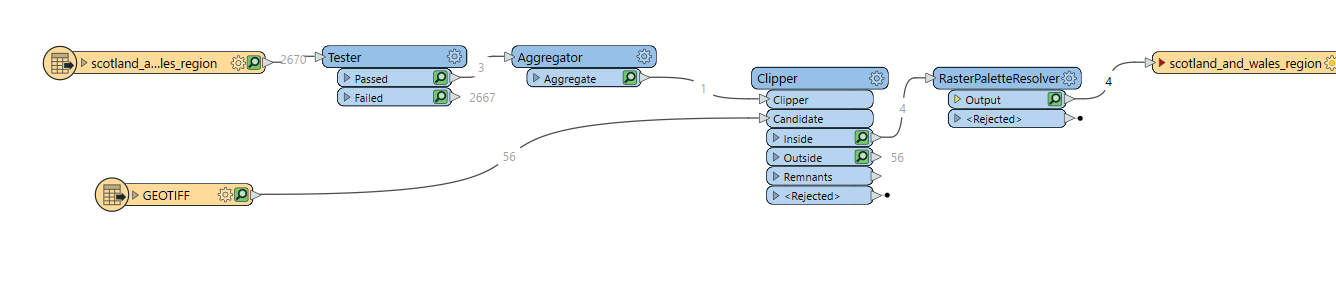 scotland_a...les_region
2670
Tester
Passed
Failed
3
2667
Aggregator
Aggregate
1
GEOTIFF
56
Clipper
Clipper
Candidate
Inside
Outside
Remnants
<Rejected>
4
56
RasterPaletteResolver
Output
<Rejected>
4
scotland_and_wales_region